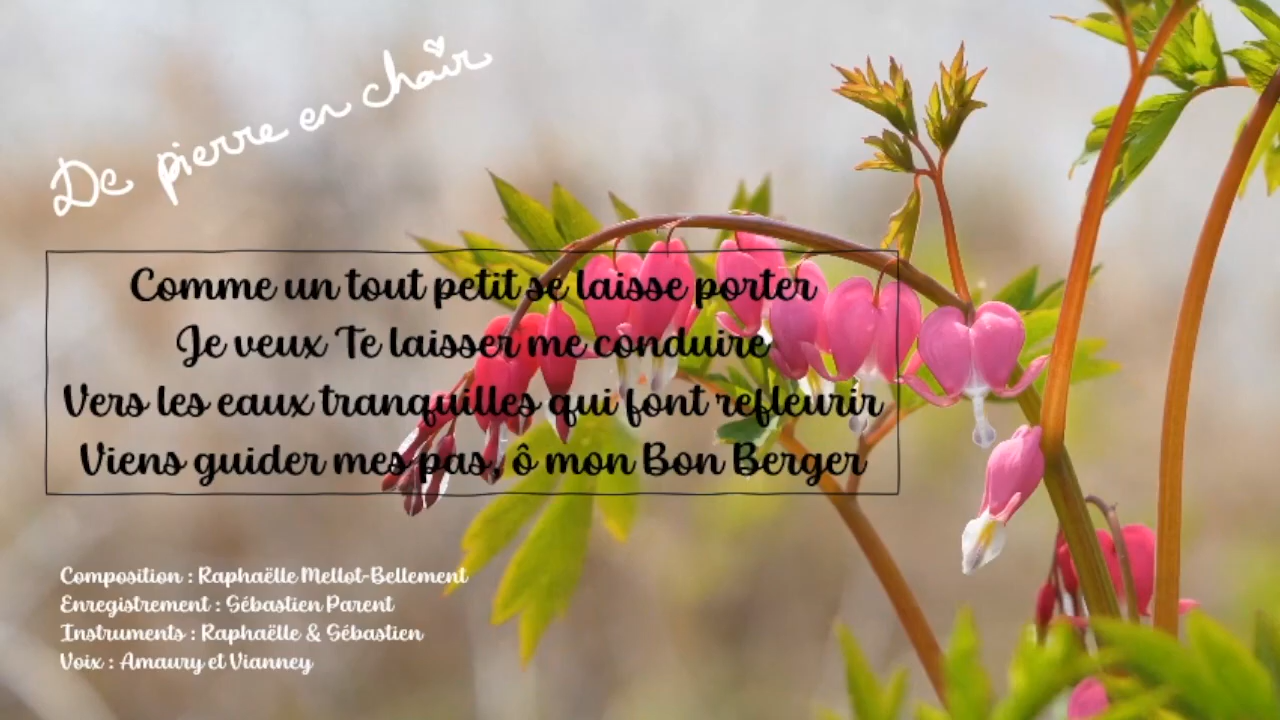 De pierre en chair
Comme un tout petit se laisse porter
Je veux Te laisser me conduire
Vers les eaux tranquilles qui font refleurir
Viens guider mes pas, ô mon Bon Berger
Composition : Raphaëlle Mellot-Bellement
Enregistrement : Sébastien Parent
Instruments : Raphaëlle & Sébastien
Voix : Amaury et Vianney